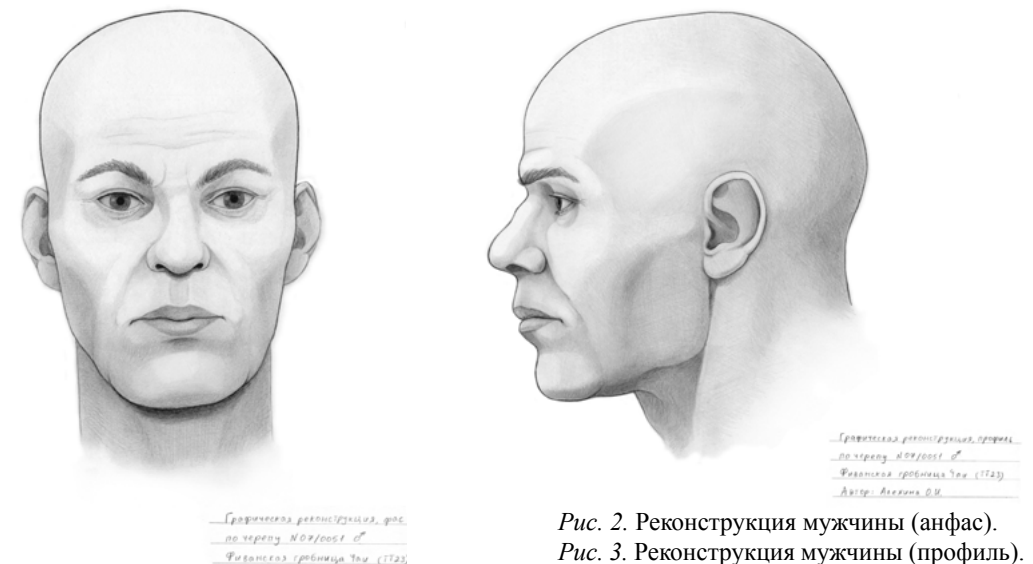 Графическая реконструкция, профиль
по черепу N07/0051 ♂
Фиванская гробница Чаи (TT23)
Автор: Алехина О.И.
Графическая реконструкция, фас
по черепу N07/0051 ♂
Фиванская гробница Чаи (TT23)
Рис. 2. Реконструкция мужчины (анфас).
Рис. 3. Реконструкция мужчины (профиль).